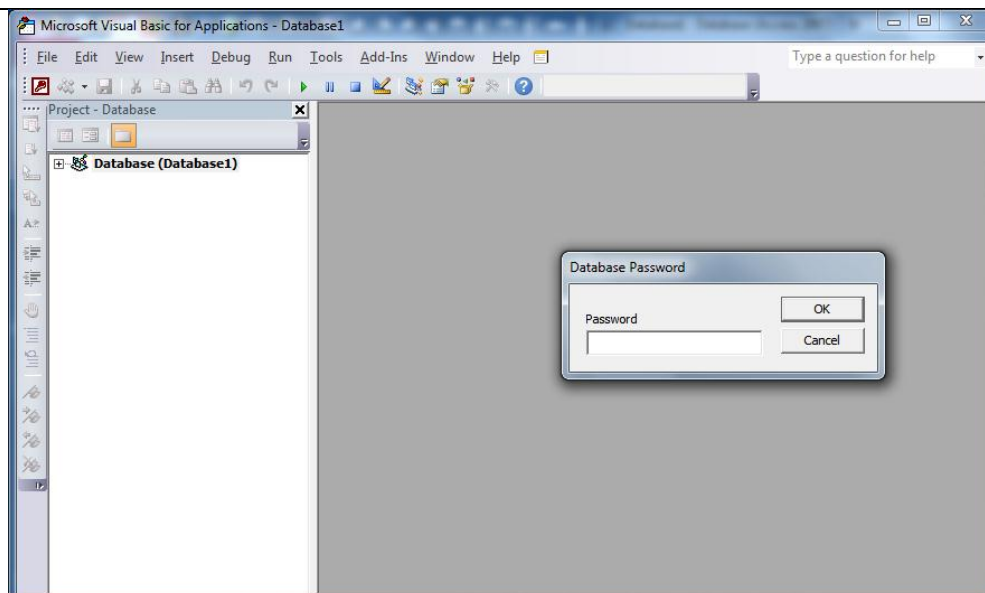 Microsoft Visual Basic for Applications - Database1
File Edit View Insert Debug Run Tools Add-Ins Window Help
Type a question for help
Project - Database
Database (Database1)
Database Password
Password
OK
Cancel